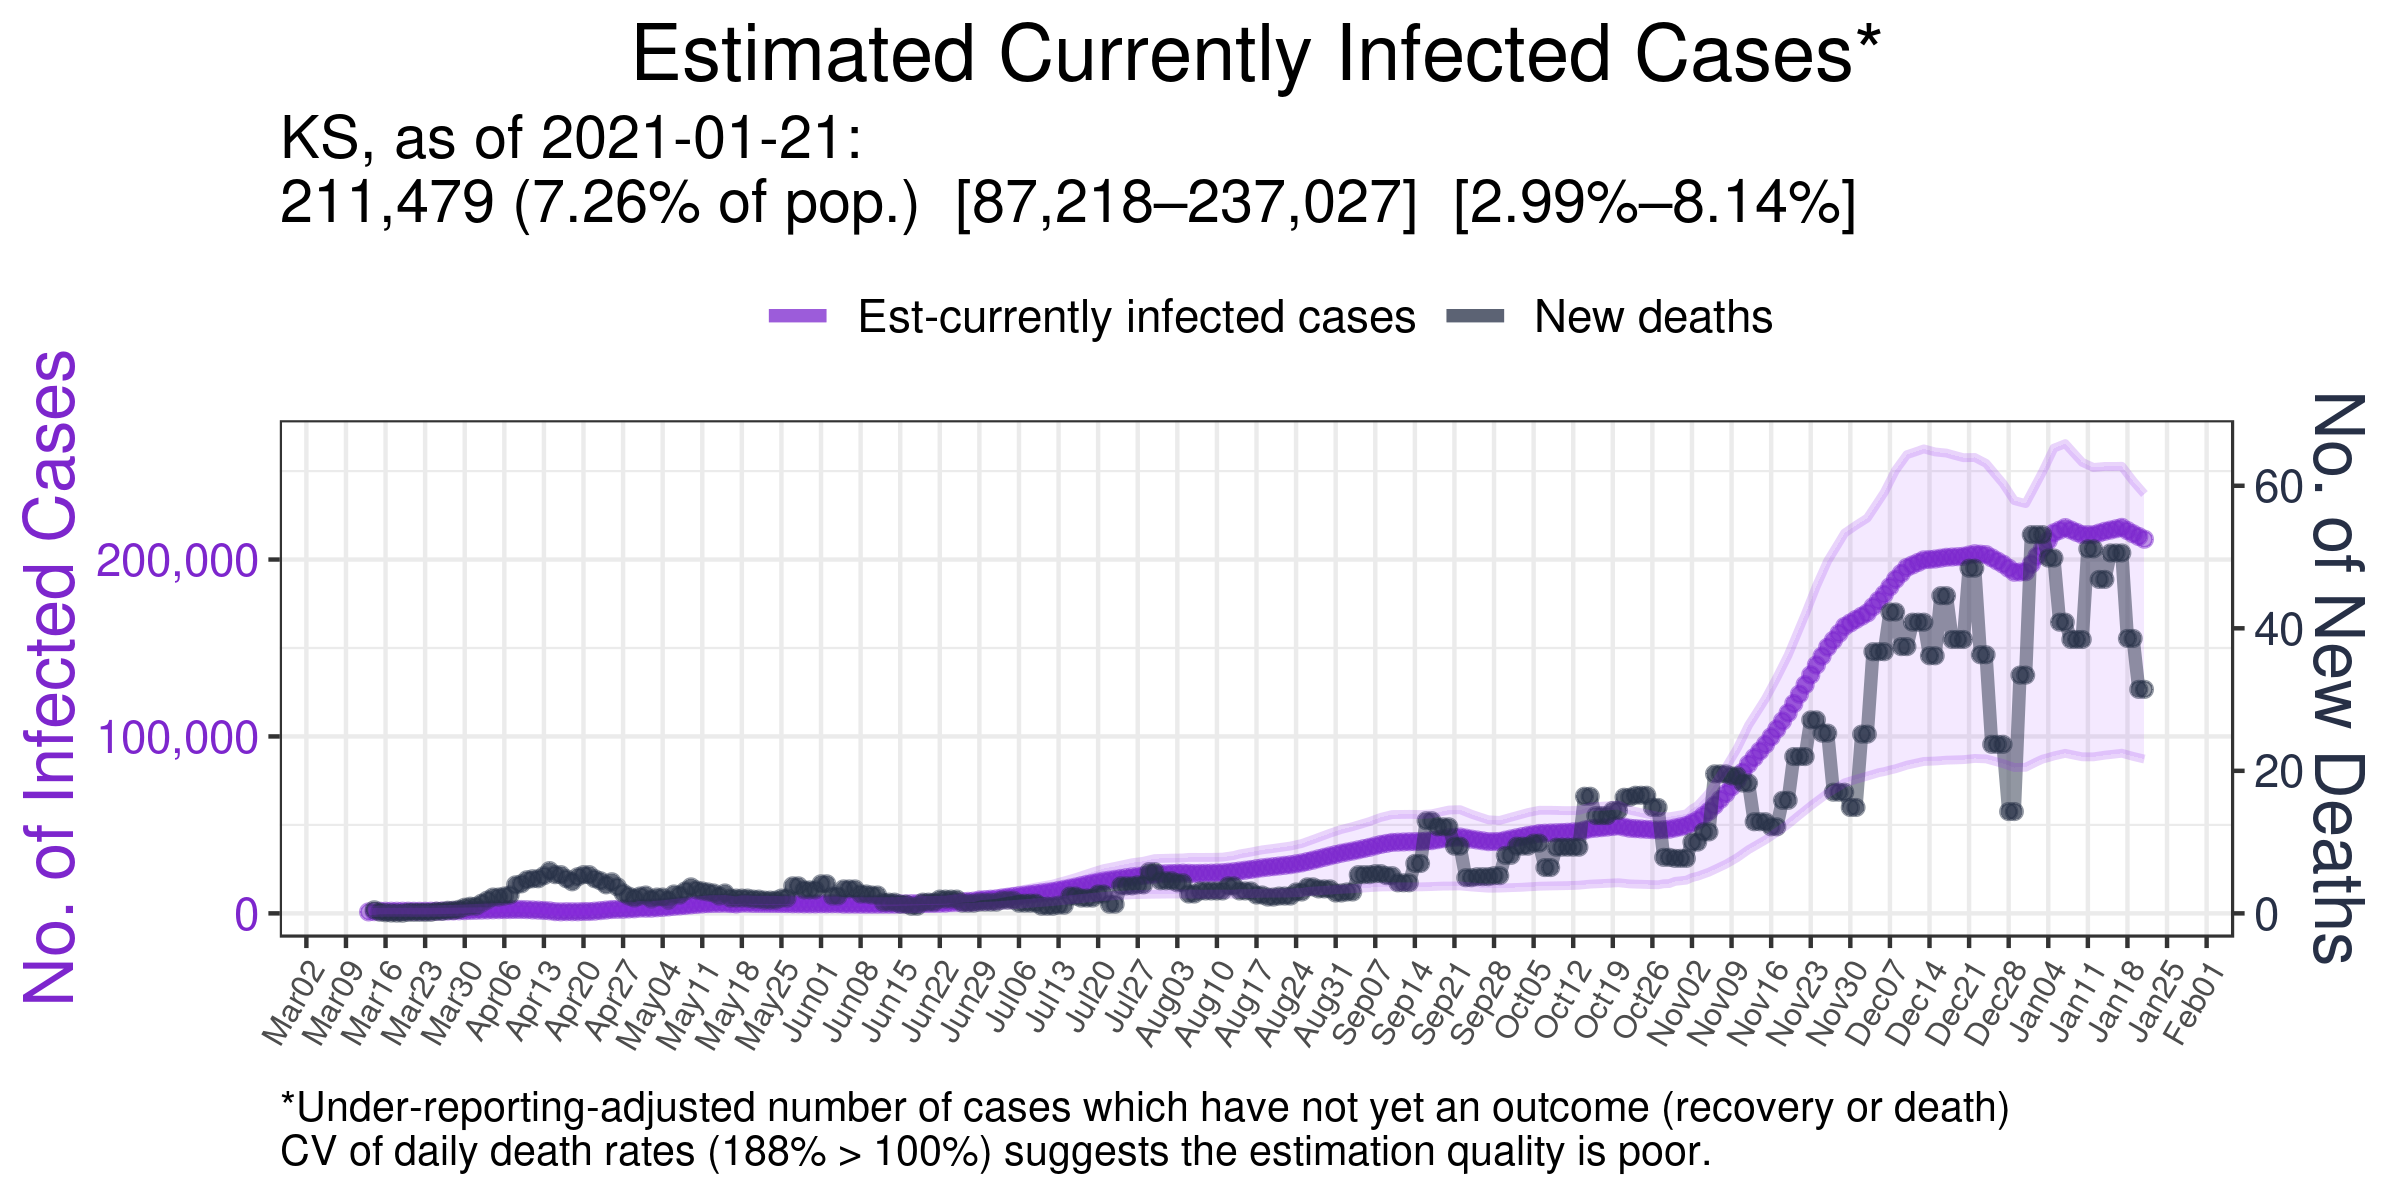 Estimated Currently Infected Cases*
KS, as of 2021-01-21:
211,479 (7.26% of pop.) [87,218–237,027] [2.99%–8.14%]
Est-currently infected cases New deaths
No. of Infected Cases
200,000
100,000
0
60
40
20
0
No. of New Deaths
Mar02 Mar09 Mar16 Mar23 Mar30 Apr06 Apr13 Apr20 Apr27 May04 May11 May18 May25 Jun01 Jun08 Jun15 Jun22 Jun29 Jul06 Jul13 Jul20 Jul27 Aug03 Aug10 Aug17 Aug24 Aug31 Sep07 Sep14 Sep21 Sep28 Oct05 Oct12 Oct19 Oct26 Nov02 Nov09 Nov16 Nov23 Nov30 Dec07 Dec14 Dec21 Dec28 Jan04 Jan11 Jan18 Jan25 Feb01
*Under-reporting-adjusted number of cases which have not yet an outcome (recovery or death)
CV of daily death rates (188% > 100%) suggests the estimation quality is poor.